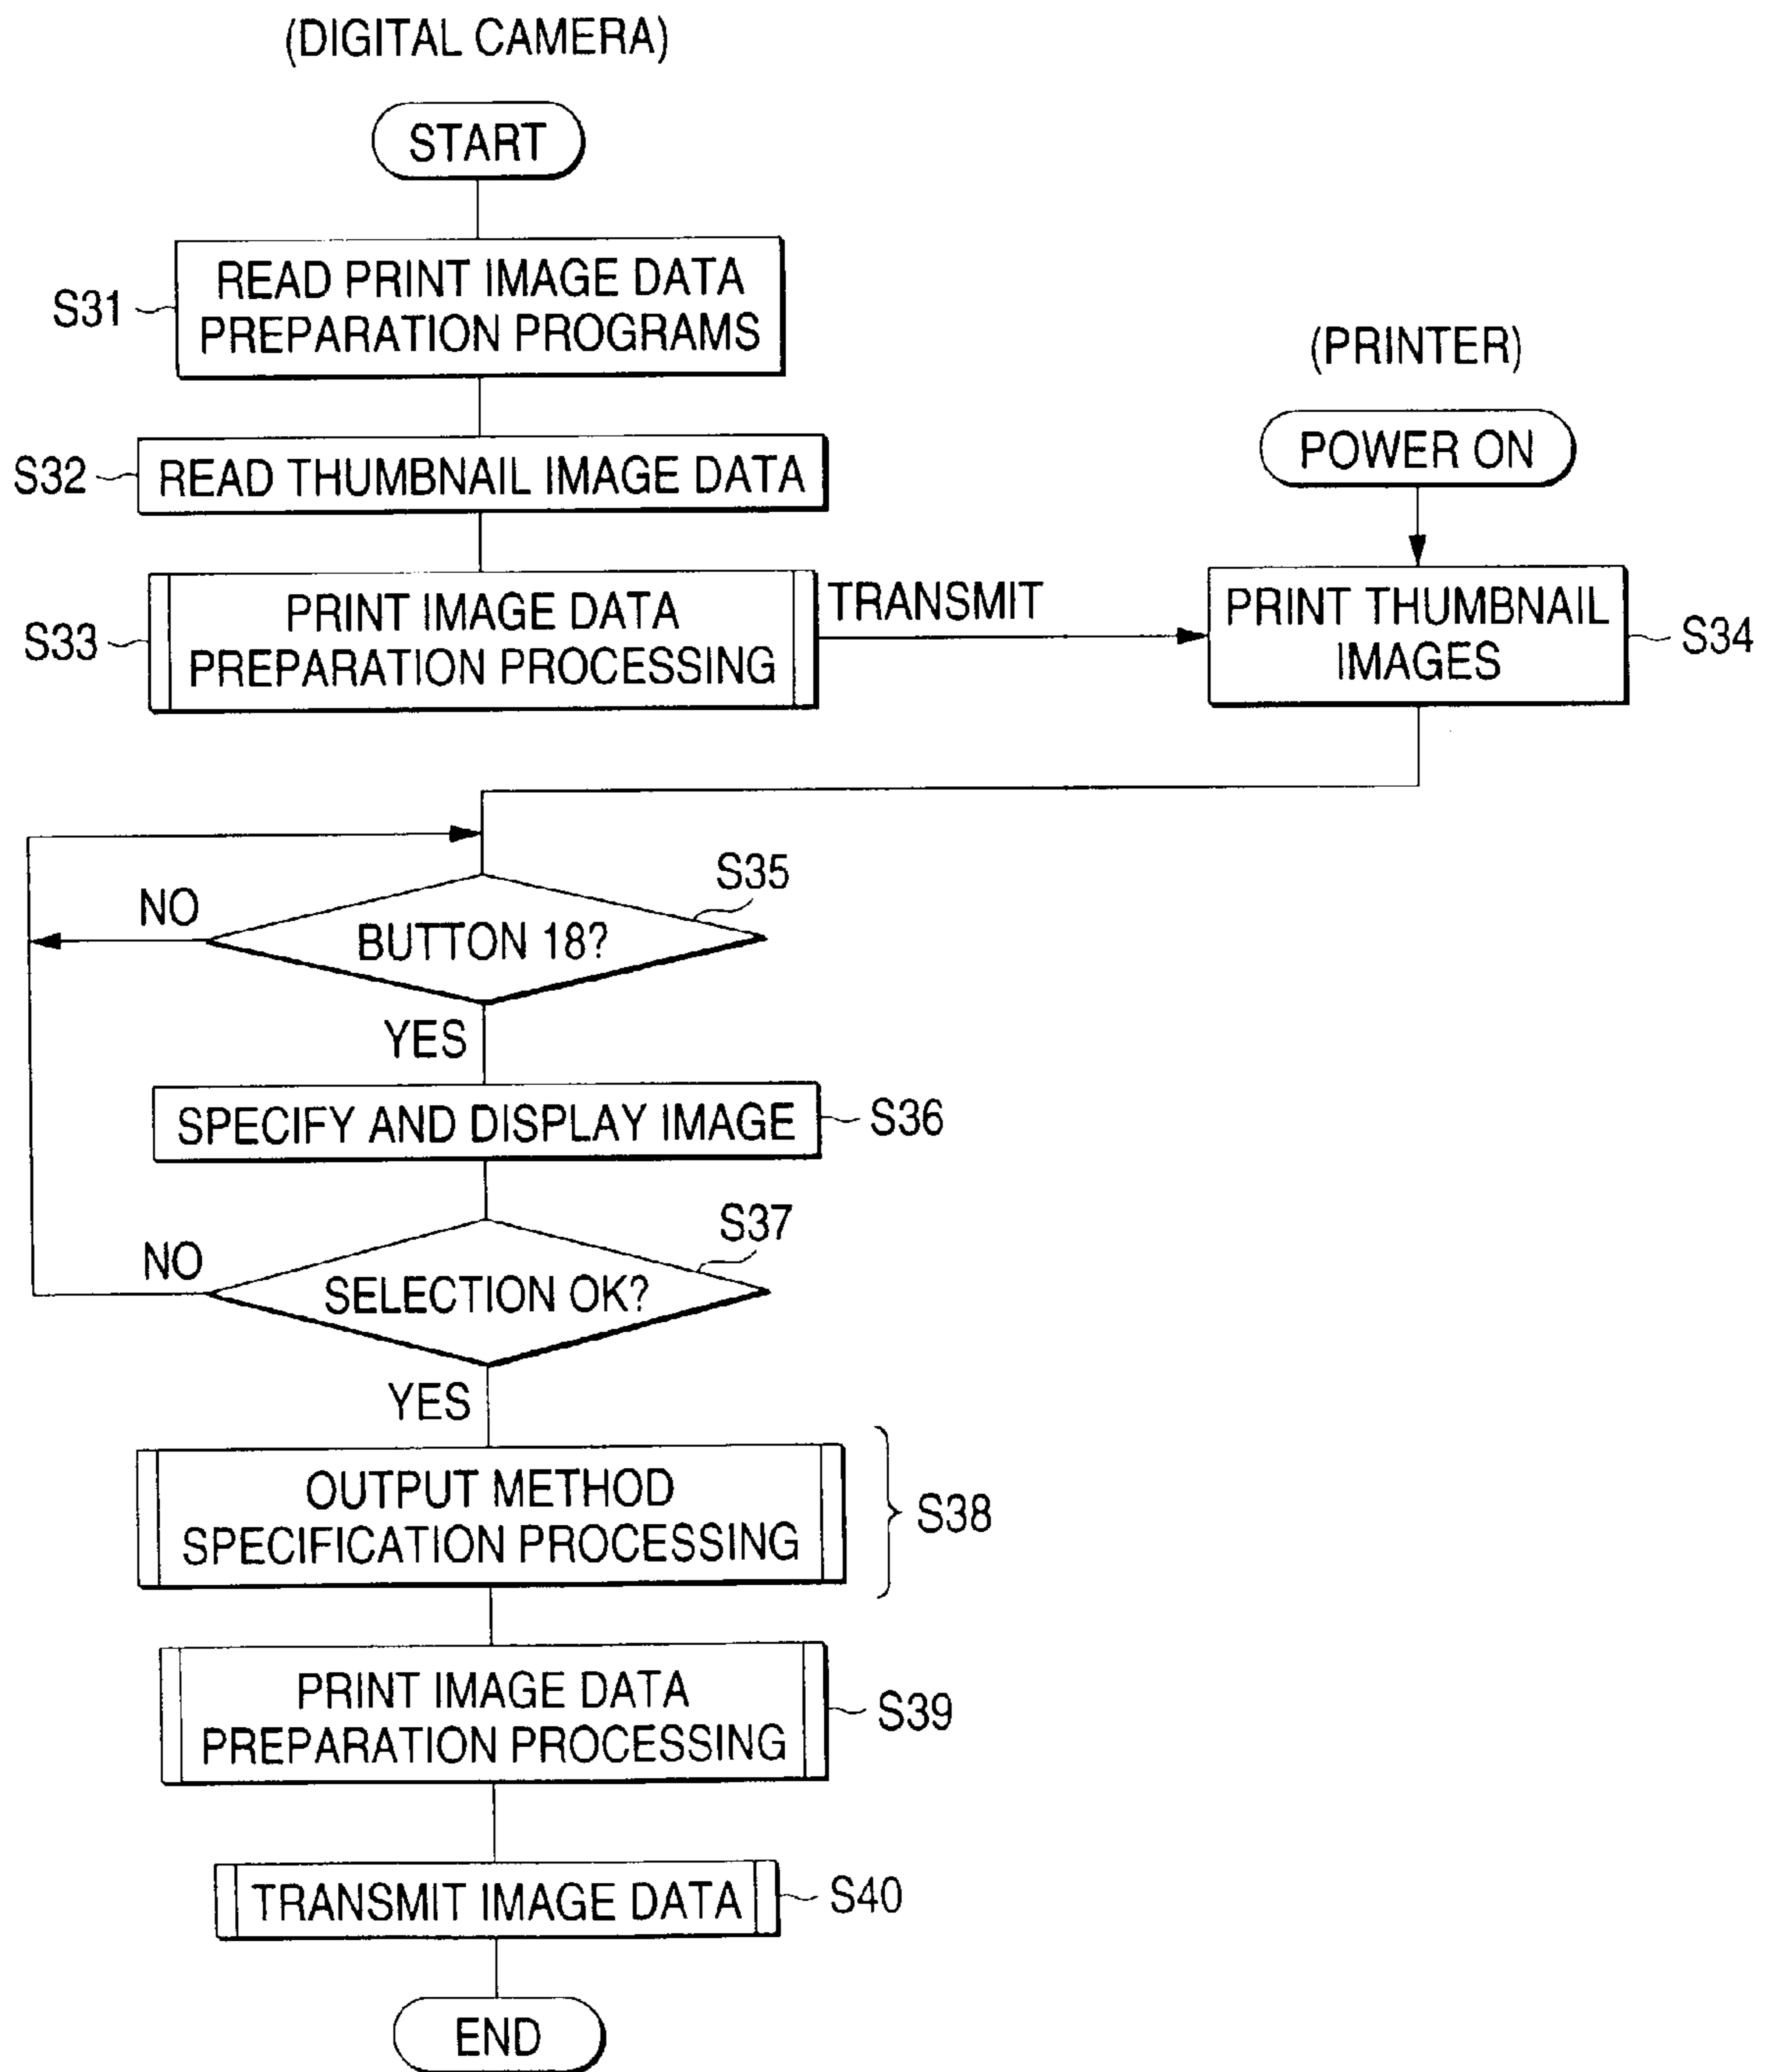 (DIGITAL CAMERA)
START
S31
READ PRINT IMAGE DATA
PREPARATION PROGRAMS
(PRINTER)
POWER ON
S32
READ THUMBNAIL IMAGE DATA
S33
PRINT IMAGE DATA
PREPARATION PROCESSING
TRANSMIT
PRINT THUMBNAIL
IMAGES
S34
S35
NO
BUTTON 18?
YES
SPECIFY AND DISPLAY IMAGE
S36
S37
NO
SELECTION OK?
YES
OUTPUT METHOD
SPECIFICATION PROCESSING
S38
PRINT IMAGE DATA
PREPARATION PROCESSING
S39
TRANSMIT IMAGE DATA
S40
END